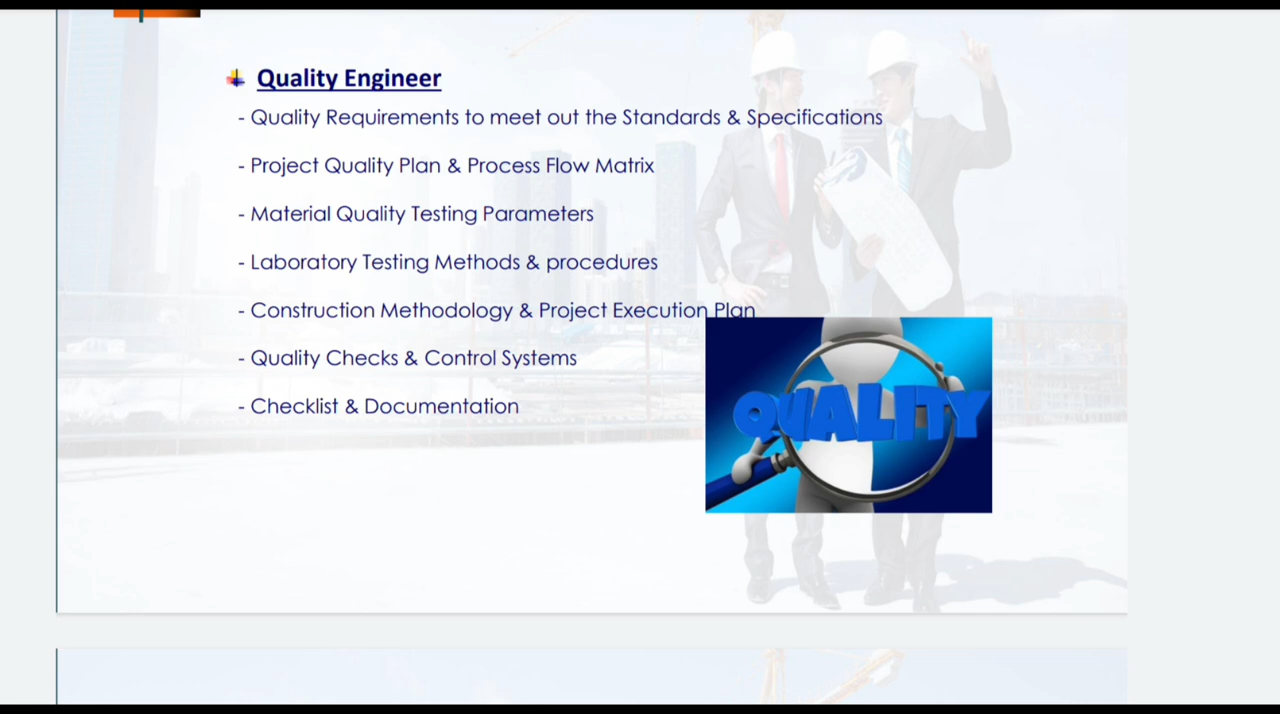 Quality Engineer
- Quality Requirements to meet out the Standards & Specifications
- Project Quality Plan & Process Flow Matrix
- Material Quality Testing Parameters
- Laboratory Testing Methods & procedures
- Construction Methodology & Project Execution Plan
- Quality Checks & Control Systems
- Checklist & Documentation
QUALITY